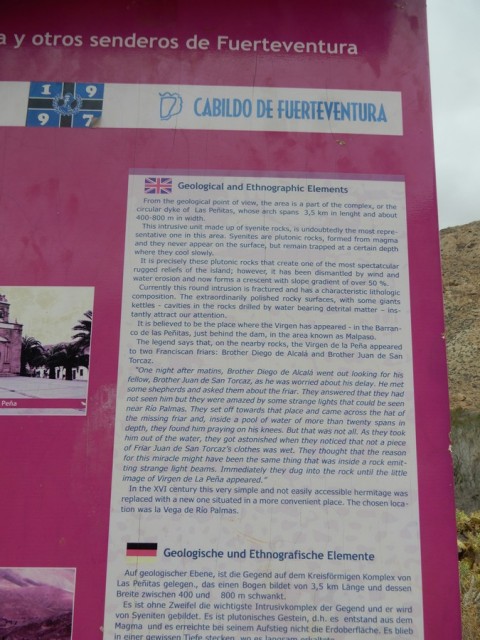 a y otros senderos de Fuerteventura
19
97
CABILDO DE FUERTEVENTURA
Geological and Ethnographic Elements
From the geological point of view, the area is a part of the complex, or the
circular dyke of Las Peñitas, whose arch spans 3,5 km in lenght and about
400-800 m in width.
This intrusive unit made up of syenite rocks, is undoubtedly the most repre-
sentative one in this area. Syenites are plutonic rocks, formed from magma
and they never appear on the surface, but remain trapped at a certain depth
where they cool slowly.
It is precisely these plutonic rocks that create one of the most spectacular
rugged reliefs of the island; however, it has been dismantled by wind and
water erosion and now forms a crescent with slope gradient of over 50 %.
Currently this round intrusion is fractured and has a characteristic lithologic
composition. The extraordinarily polished rocky surfaces, with some giants
kettles - cavities in the rocks drilled by water bearing detrital matter - ins-
tantly attract our attention.
It is believed to be the place where the Virgen has appeared - in the Barran-
co de las Peñitas, just behind the dam, in the area known as Malpaso.
The legend says that, on the nearby rocks, the Virgen de la Peña appeared
to two Franciscan friars: Brother Diego de Alcalá and Brother Juan de San
Torcaz.
"One night after matins, Brother Diego de Alcalá went out looking for his
fellow, Brother Juan de San Torcaz, as he was worried about his delay. He met
some shepherds and asked them about the friar. They answered that they had
not seen him but they were amazed by some strange lights that could be seen
near Río Palmas. They set off towards that place and came across the hat of
the missing friar and, inside a pool of water of more than twenty spans in
depth, they found him praying on his knees. But that was not all. As they took
him out of the water, they got astonished when they noticed that not a piece
of Friar Juan de San Torcaz's clothes was wet. They thought that the reason
for this miracle might have been the same thing that was inside a rock emit-
ting strange light beams. Immediately they dug into the rock until the little
image of Virgen de La Peña appeared."
In the XVI century this very simple and not easily accessible hermitage was
replaced with a new one situated in a more convenient place. The chosen loca-
tion was la Vega de Río Palmas.
Peña
Geologische und Ethnografische Elemente
Auf geologischer Ebene, ist die Gegend auf dem Kreisförmigen Komplex von
Las Peñitas gelegen., das einen Bogen bildet von 3,5 km Länge und dessen
Breite zwischen 400 und 800 m schwankt.
Es ist ohne Zweifel die wichtigste Intrusivkomplex der Gegend und er wird
von Syeniten gebildet. Es ist plutonisches Gestein, d.h. es entstand aus dem
Magma und es erreichte bei seinem Aufstieg nicht die Erdoberfläche. Es blieb
in einer gewissen Tiefe stecken, wo es langsam